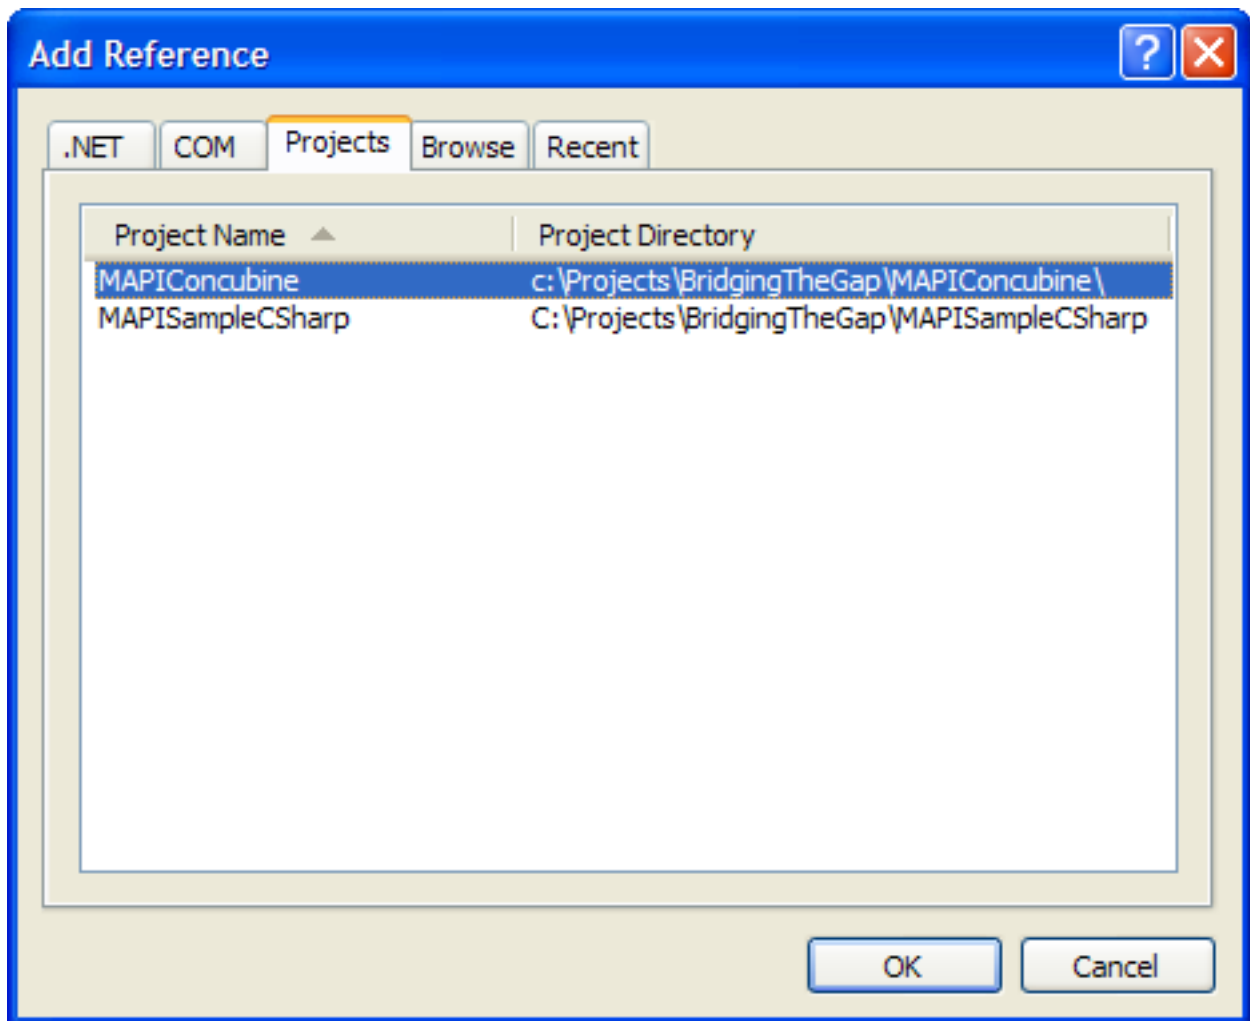 Add Reference
?
.NET COM Projects Browse Recent
Project Name Project Directory
MAPIConcubine c:\Projects\BridgingTheGap\MAPIConcubine\
MAPISampleCSharp C:\Projects\BridgingTheGap\MAPISampleCSharp
OK Cancel